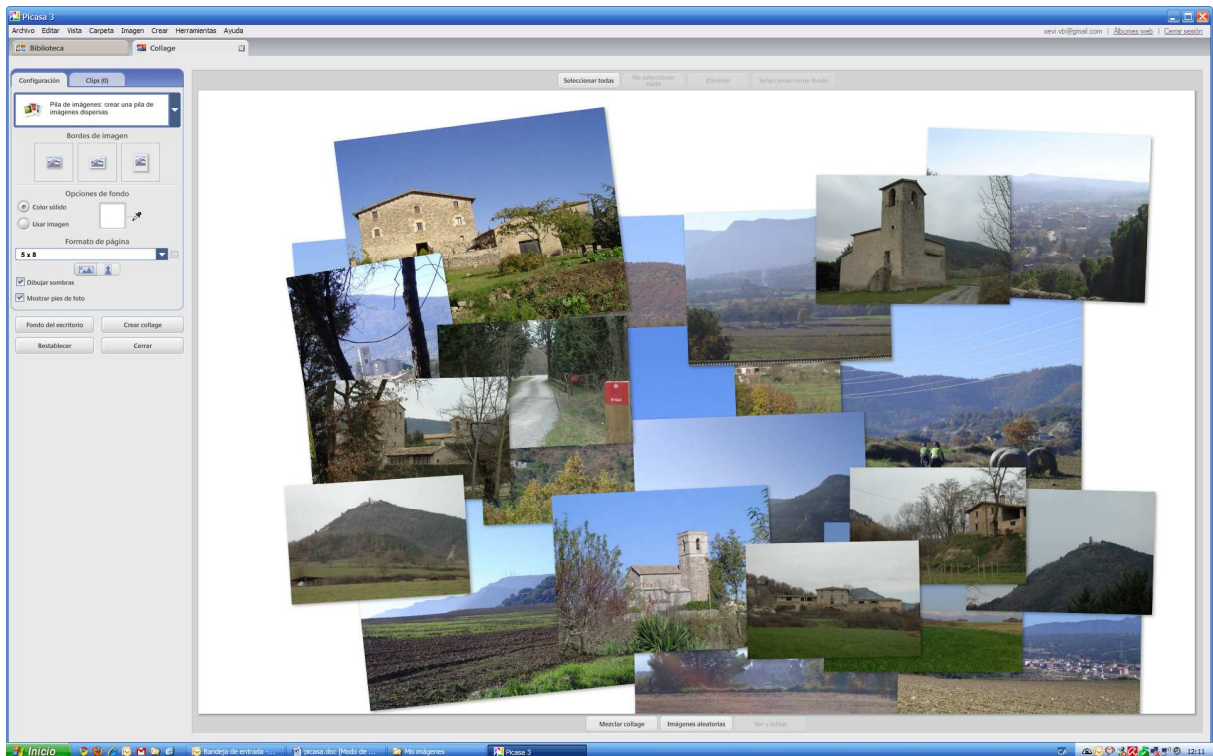 Picasa 3
Archivo Editar Vista Carpeta Imagen Crear Herramientas Ayuda
xevi.vb@gmail.com | Álbumes web | Cerrar sesión
Biblioteca
Collage
Configuración
Clips (0)
Pila de imágenes: crear una pila de
imágenes dispersas
Bordes de imagen
Opciones de fondo
Color sólido
Usar imagen
Formato de página
5 x 8
Dibujar sombras
Mostrar pies de foto
Fondo del escritorio
Crear collage
Restablecer
Cerrar
Seleccionar todas
No seleccionar
nada
Eliminar
Seleccionar como fondo
Mezclar collage
Imágenes aleatorias
Ver y editar
Inicio
Bandeja de entrada -...
picasa.doc [Modo de ...
Mis imágenes
Picasa 3
CA
12:11